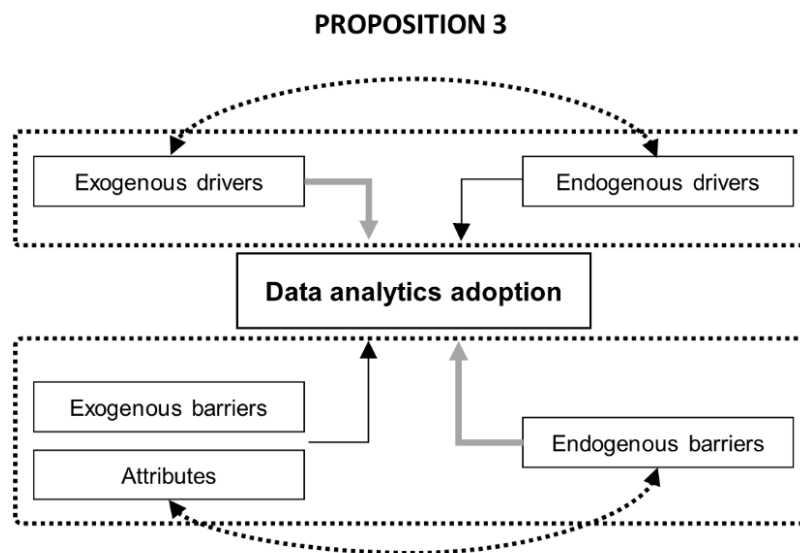 PROPOSITION 3
Exogenous drivers
Endogenous drivers
Data analytics adoption
Exogenous barriers
Endogenous barriers
Attributes